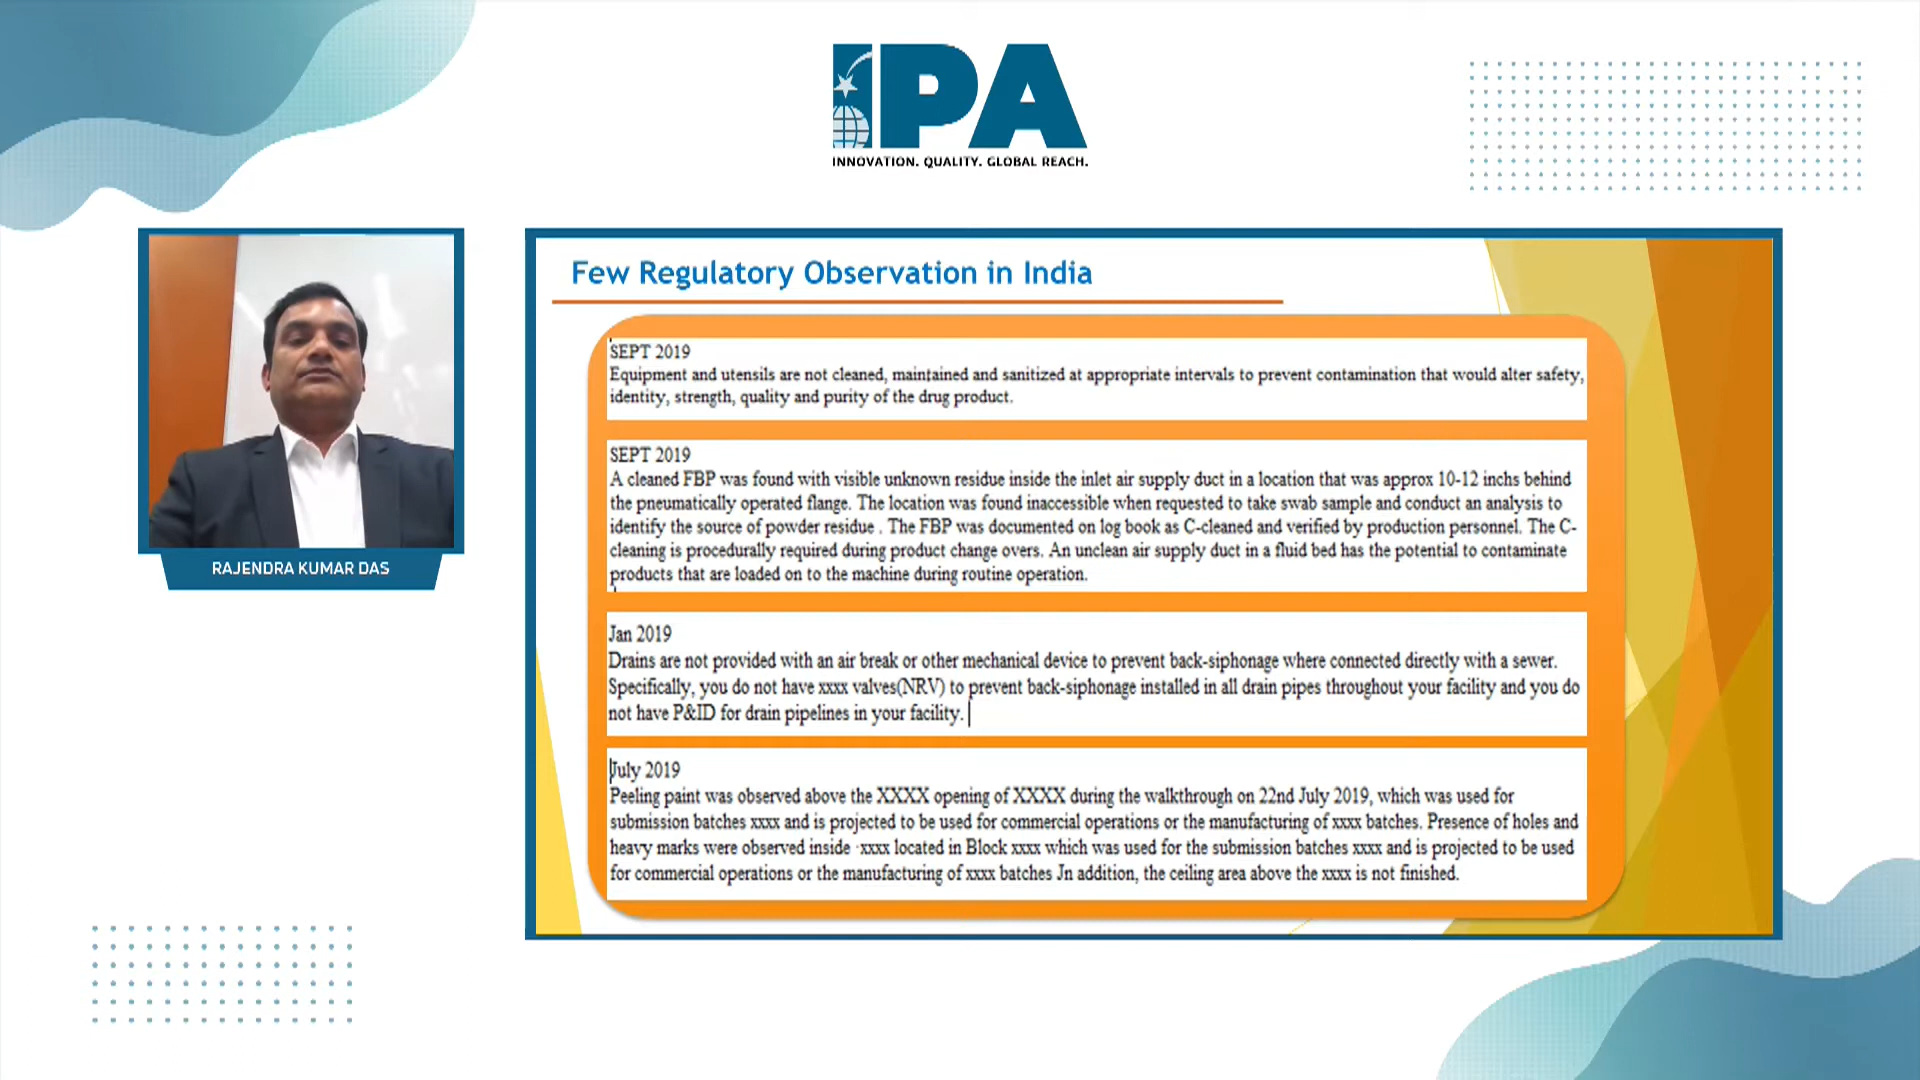 IPA
INNOVATION. QUALITY. GLOBAL REACH.
RAJENDRA KUMAR DAS
Few Regulatory Observation in India
SEPT 2019
Equipment and utensils are not cleaned, maintained and sanitized at appropriate intervals to prevent contamination that would alter safety,
identity, strength, quality and purity of the drug product.
SEPT 2019
A cleaned FBP was found with visible unknown residue inside the inlet air supply duct in a location that was approx 10-12 inchs behind
the pneumatically operated flange. The location was found inaccessible when requested to take swab sample and conduct an analysis to
identify the source of powder residue . The FBP was documented on log book as C-cleaned and verified by production personnel. The C-
cleaning is procedurally required during product change overs. An unclean air supply duct in a fluid bed has the potential to contaminate
products that are loaded on to the machine during routine operation.
Jan 2019
Drains are not provided with an air break or other mechanical device to prevent back-siphonage where connected directly with a sewer.
Specifically, you do not have xxxx valves(NRV) to prevent back-siphonage installed in all drain pipes throughout your facility and you do
not have P&ID for drain pipelines in your facility.
July 2019
Peeling paint was observed above the XXXX opening of XXXX during the walkthrough on 22nd July 2019, which was used for
submission batches xxxx and is projected to be used for commercial operations or the manufacturing of xxxx batches. Presence of holes and
heavy marks were observed inside ·xxxx located in Block xxxx which was used for the submission batches xxxx and is projected to be used
for commercial operations or the manufacturing of xxxx batches Jn addition, the ceiling area above the xxxx is not finished.